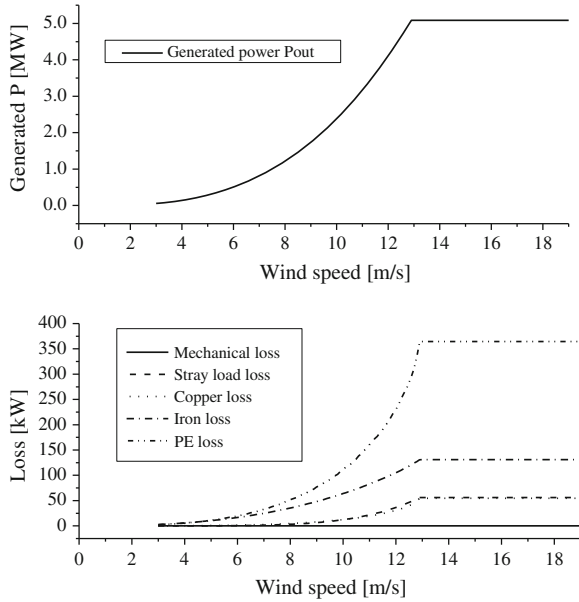 Generated P [MW]
5.0
4.0
3.0
2.0
1.0
0.0
Generated power Pout
0 2 4 6 8 10 12 14 16 18
Wind speed [m/s]
Loss [kW]
400
350
300
250
200
150
100
50
0
Mechanical loss
Stray load loss
Copper loss
Iron loss
PE loss
0 2 4 6 8 10 12 14 16 18
Wind speed [m/s]